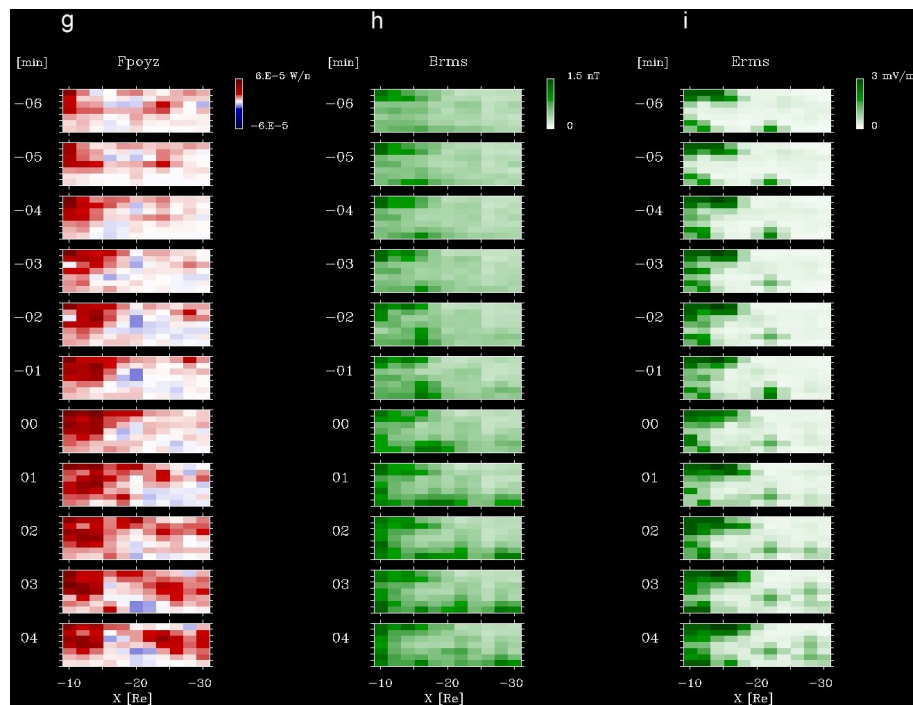 g h i
[min] Fpoyz [min] Brms [min] Erms
6.E-5 W/m 1.5 nT 3 mV/m
-06 -06 -06
-6.E-5 0 0
-05 -05 -05
-04 -04 -04
-03 -03 -03
-02 -02 -02
-01 -01 -01
00 00 00
01 01 01
02 02 02
03 03 03
04 04 04
-10 -20 -30 -10 -20 -30 -10 -20 -30
X [Re] X [Re] X [Re]